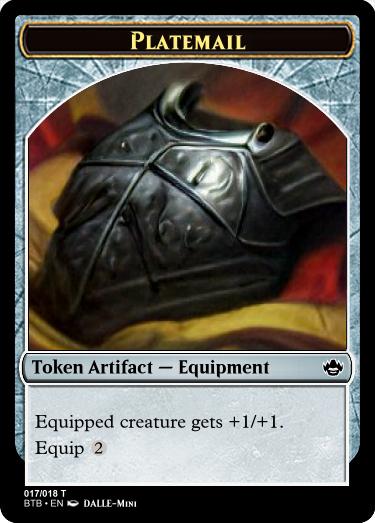 PLATEMAIL
Token Artifact — Equipment
Equipped creature gets +1/+1.
Equip 2
017/018 T
BTB • EN DALLE-MINI